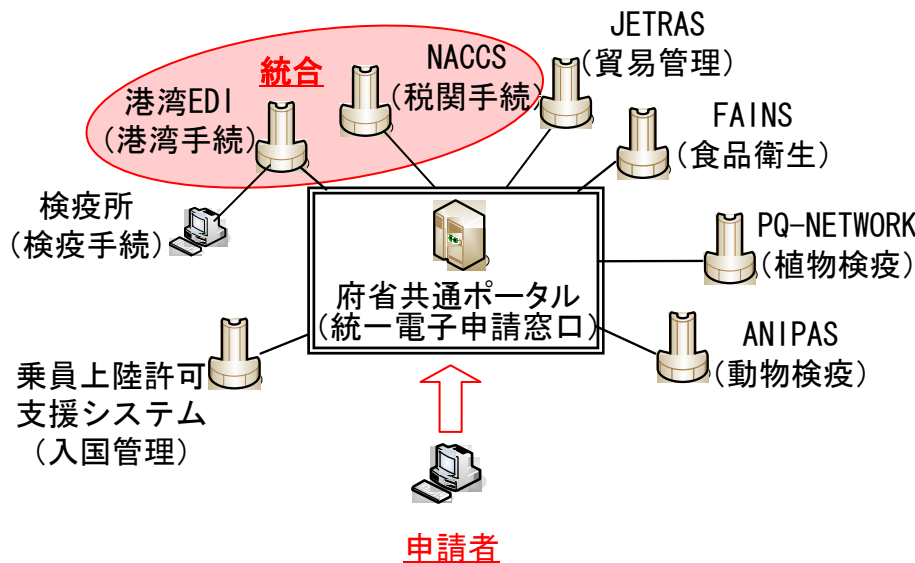 JETRAS
(貿易管理)
NACCS
(税関手続)
統合
港湾EDI
(港湾手続)
FAINS
(食品衛生)
検疫所
(検疫手続)
PQ-NETWORK
(植物検疫)
府省共通ポータル
(統一電子申請窓口)
ANIPAS
(動物検疫)
乗員上陸許可
支援システム
(入国管理)
申請者